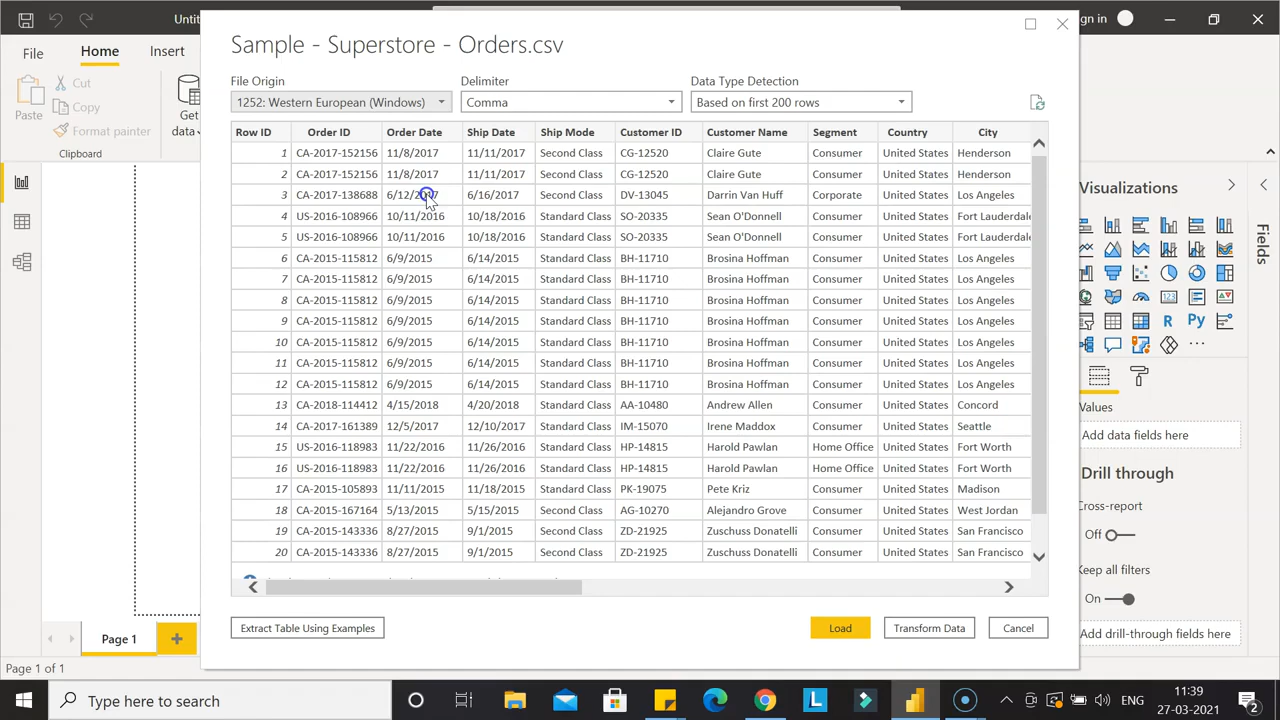 Untit
Sign in
File Home Insert
Paste
Cut
Copy
Format painter
Clipboard
Get
data
Sample - Superstore - Orders.csv
File Origin Delimiter Data Type Detection
1252: Western European (Windows) Comma Based on first 200 rows
Row ID Order ID Order Date Ship Date Ship Mode Customer ID Customer Name Segment Country City
1 CA-2017-152156 11/8/2017 11/11/2017 Second Class CG-12520 Claire Gute Consumer United States Henderson
2 CA-2017-152156 11/8/2017 11/11/2017 Second Class CG-12520 Claire Gute Consumer United States Henderson
3 CA-2017-138688 6/12/2017 6/16/2017 Second Class DV-13045 Darrin Van Huff Corporate United States Los Angeles
4 US-2016-108966 10/11/2016 10/18/2016 Standard Class SO-20335 Sean O'Donnell Consumer United States Fort Lauderdale
5 US-2016-108966 10/11/2016 10/18/2016 Standard Class SO-20335 Sean O'Donnell Consumer United States Fort Lauderdale
6 CA-2015-115812 6/9/2015 6/14/2015 Standard Class BH-11710 Brosina Hoffman Consumer United States Los Angeles
7 CA-2015-115812 6/9/2015 6/14/2015 Standard Class BH-11710 Brosina Hoffman Consumer United States Los Angeles
8 CA-2015-115812 6/9/2015 6/14/2015 Standard Class BH-11710 Brosina Hoffman Consumer United States Los Angeles
9 CA-2015-115812 6/9/2015 6/14/2015 Standard Class BH-11710 Brosina Hoffman Consumer United States Los Angeles
10 CA-2015-115812 6/9/2015 6/14/2015 Standard Class BH-11710 Brosina Hoffman Consumer United States Los Angeles
11 CA-2015-115812 6/9/2015 6/14/2015 Standard Class BH-11710 Brosina Hoffman Consumer United States Los Angeles
12 CA-2015-115812 6/9/2015 6/14/2015 Standard Class BH-11710 Brosina Hoffman Consumer United States Los Angeles
13 CA-2018-114412 4/15/2018 4/20/2018 Standard Class AA-10480 Andrew Allen Consumer United States Concord
14 CA-2017-161389 12/5/2017 12/10/2017 Standard Class IM-15070 Irene Maddox Consumer United States Seattle
15 US-2016-118983 11/22/2016 11/26/2016 Standard Class HP-14815 Harold Pawlan Home Office United States Fort Worth
16 US-2016-118983 11/22/2016 11/26/2016 Standard Class HP-14815 Harold Pawlan Home Office United States Fort Worth
17 CA-2015-105893 11/11/2015 11/18/2015 Standard Class PK-19075 Pete Kriz Consumer United States Madison
18 CA-2015-167164 5/13/2015 5/15/2015 Second Class AG-10270 Alejandro Grove Consumer United States West Jordan
19 CA-2015-143336 8/27/2015 9/1/2015 Second Class ZD-21925 Zuschuss Donatelli Consumer United States San Francisco
20 CA-2015-143336 8/27/2015 9/1/2015 Second Class ZD-21925 Zuschuss Donatelli Consumer United States San Francisco
Extract Table Using Examples Load Transform Data Cancel
Visualizations
Fields
123
R Py
Values
Add data fields here
Drill through
Cross-report
Off
Keep all filters
On
Add drill-through fields here
Page 1
Page 1 of 1
Type here to search
L
ENG
11:39
27-03-2021
2